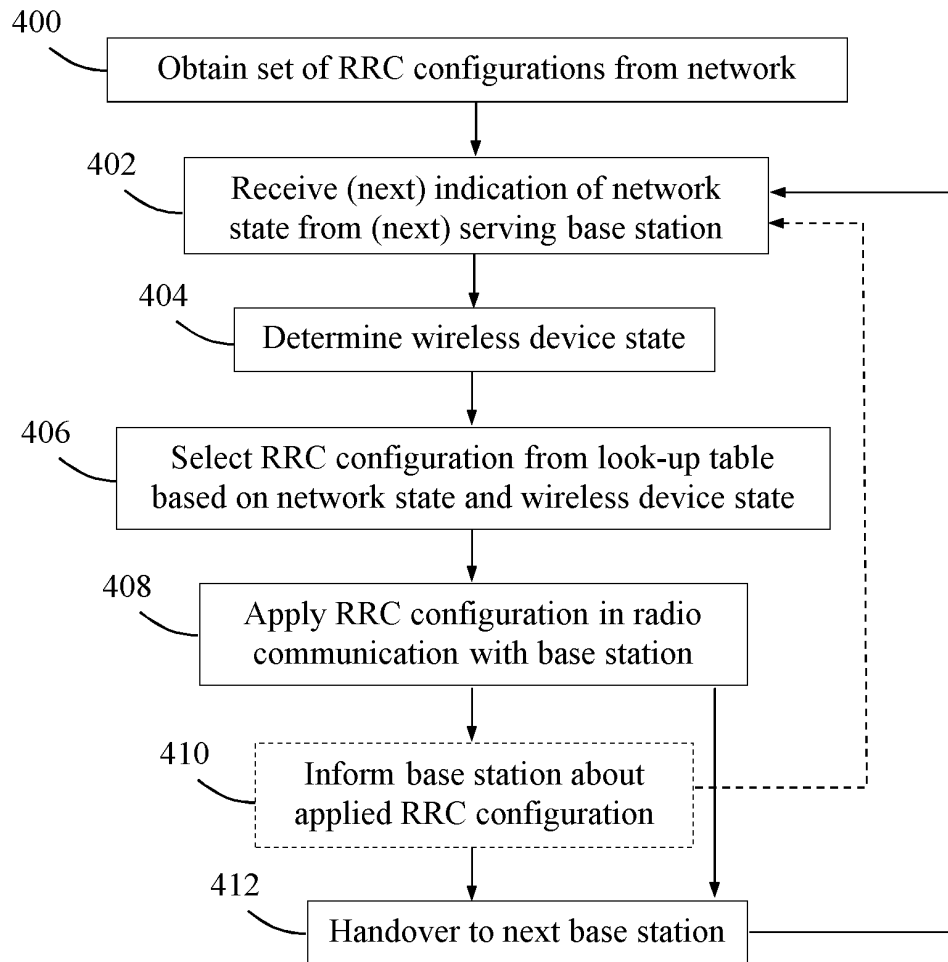 400
Obtain set of RRC configurations from network
402
Receive (next) indication of network
state from (next) serving base station
404
Determine wireless device state
406
Select RRC configuration from look-up table
based on network state and wireless device state
408
Apply RRC configuration in radio
communication with base station
410
Inform base station about
applied RRC configuration
412
Handover to next base station